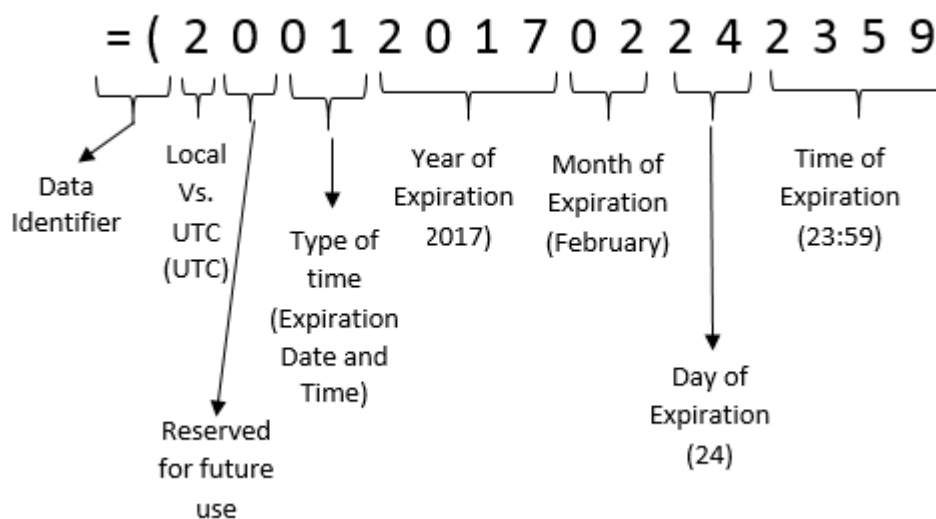 = ( 2 0 0 1 2 0 1 7 0 2 2 4 2 3 5 9
Data
Identifier
Local
Vs.
UTC
(UTC)
Reserved
for future
use
Type of
time
(Expiration
Date and
Time)
Year of
Expiration
2017)
Month of
Expiration
(February)
Day of
Expiration
(24)
Time of
Expiration
(23:59)